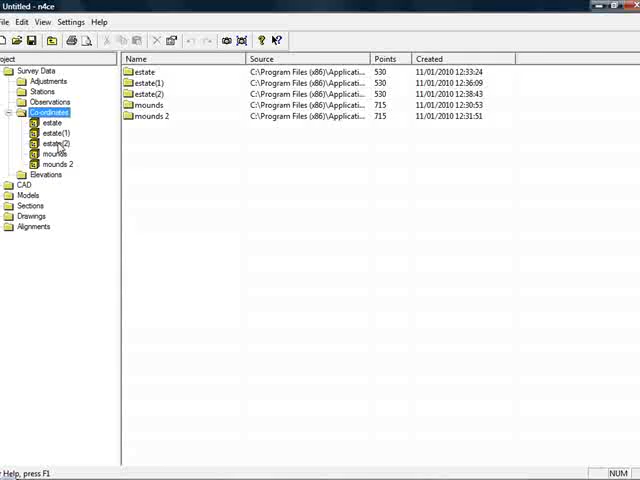 Untitled - n4ce
File Edit View Settings Help
Project
Name Source Points Created
Survey Data
Adjustments
Stations
Observations
Co-ordinates
estate
estate(1)
estate(2)
mounds
mounds 2
Elevations
CAD
Models
Sections
Drawings
Alignments
estate C:\Program Files (x86)\Applicati... 530 11/01/2010 12:33:24
estate(1) C:\Program Files (x86)\Applicati... 530 11/01/2010 12:36:09
estate(2) C:\Program Files (x86)\Applicati... 530 11/01/2010 12:38:43
mounds C:\Program Files (x86)\Applicati... 715 11/01/2010 12:30:53
mounds 2 C:\Program Files (x86)\Applicati... 715 11/01/2010 12:31:51
r Help, press F1
NUM